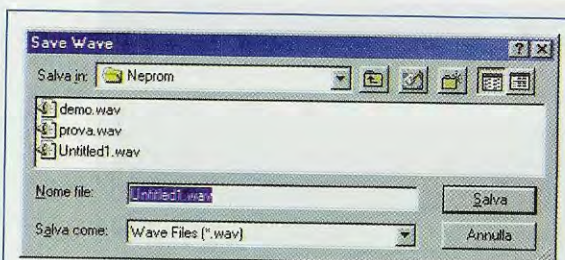 Save Wave
Salva in: Neprom
demo.wav
prova.wav
Untitled1.wav
Nome file: Untitled1.wav Salva
Salva come: Wave Files (*.wav) Annulla